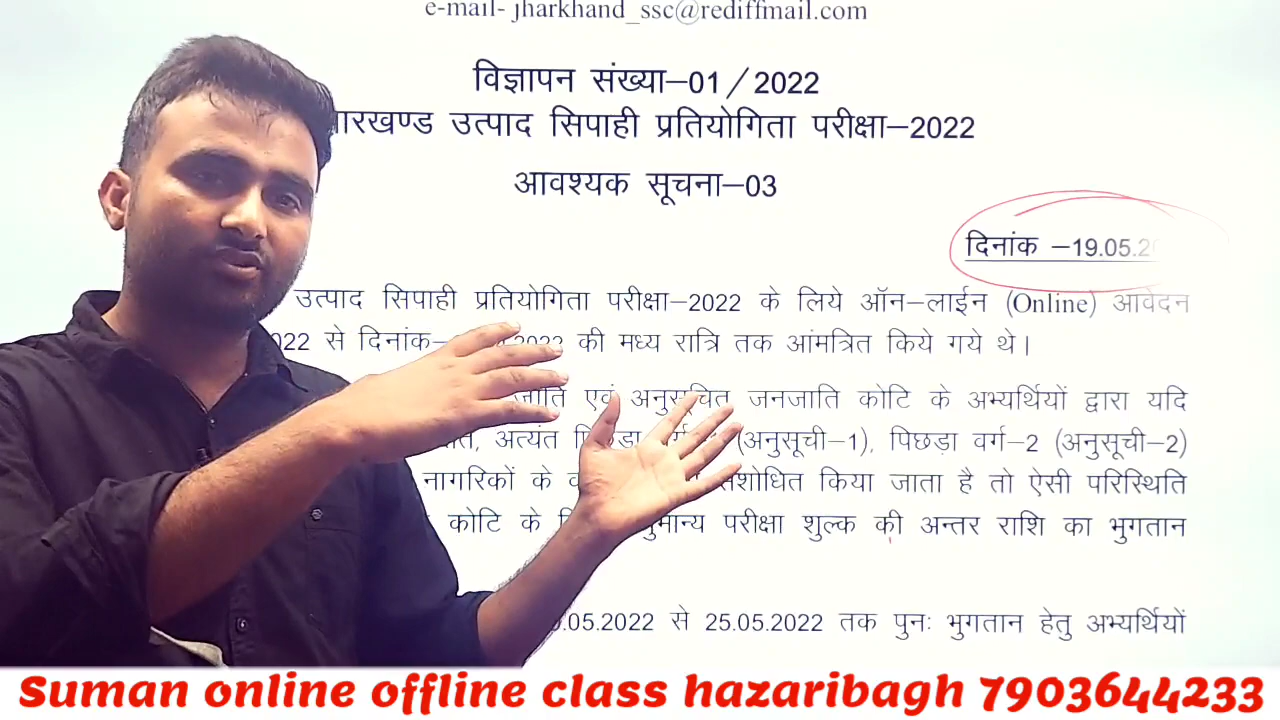 e-mail- jharkhand_ssc@rediffmail.com
विज्ञापन संख्या–01/2022
उत्पाद सिपाही प्रतियोगिता परीक्षा–2022
आवश्यक सूचना–03
दिनांक –19.05.2
उत्पाद सिपाही प्रतियोगिता परीक्षा–2022 के लिये ऑन–लाईन (Online) आवेदन
से दिनांक– की मध्य रात्रि तक आंमत्रित किये गये थे।
एवं अनुसूचित जनजाति कोटि के अभ्यर्थियों द्वारा यदि
अत्यंत (अनुसूची–1), पिछड़ा वर्ग–2 (अनुसूची–2)
नागरिकों के संशोधित किया जाता है तो ऐसी परिस्थिति
कोटि के परीक्षा शुल्क की अन्तर राशि का भुगतान
.05.2022 से 25.05.2022 तक पुनः भुगतान हेतु अभ्यर्थियों
Suman online offline class hazaribagh 7903644233